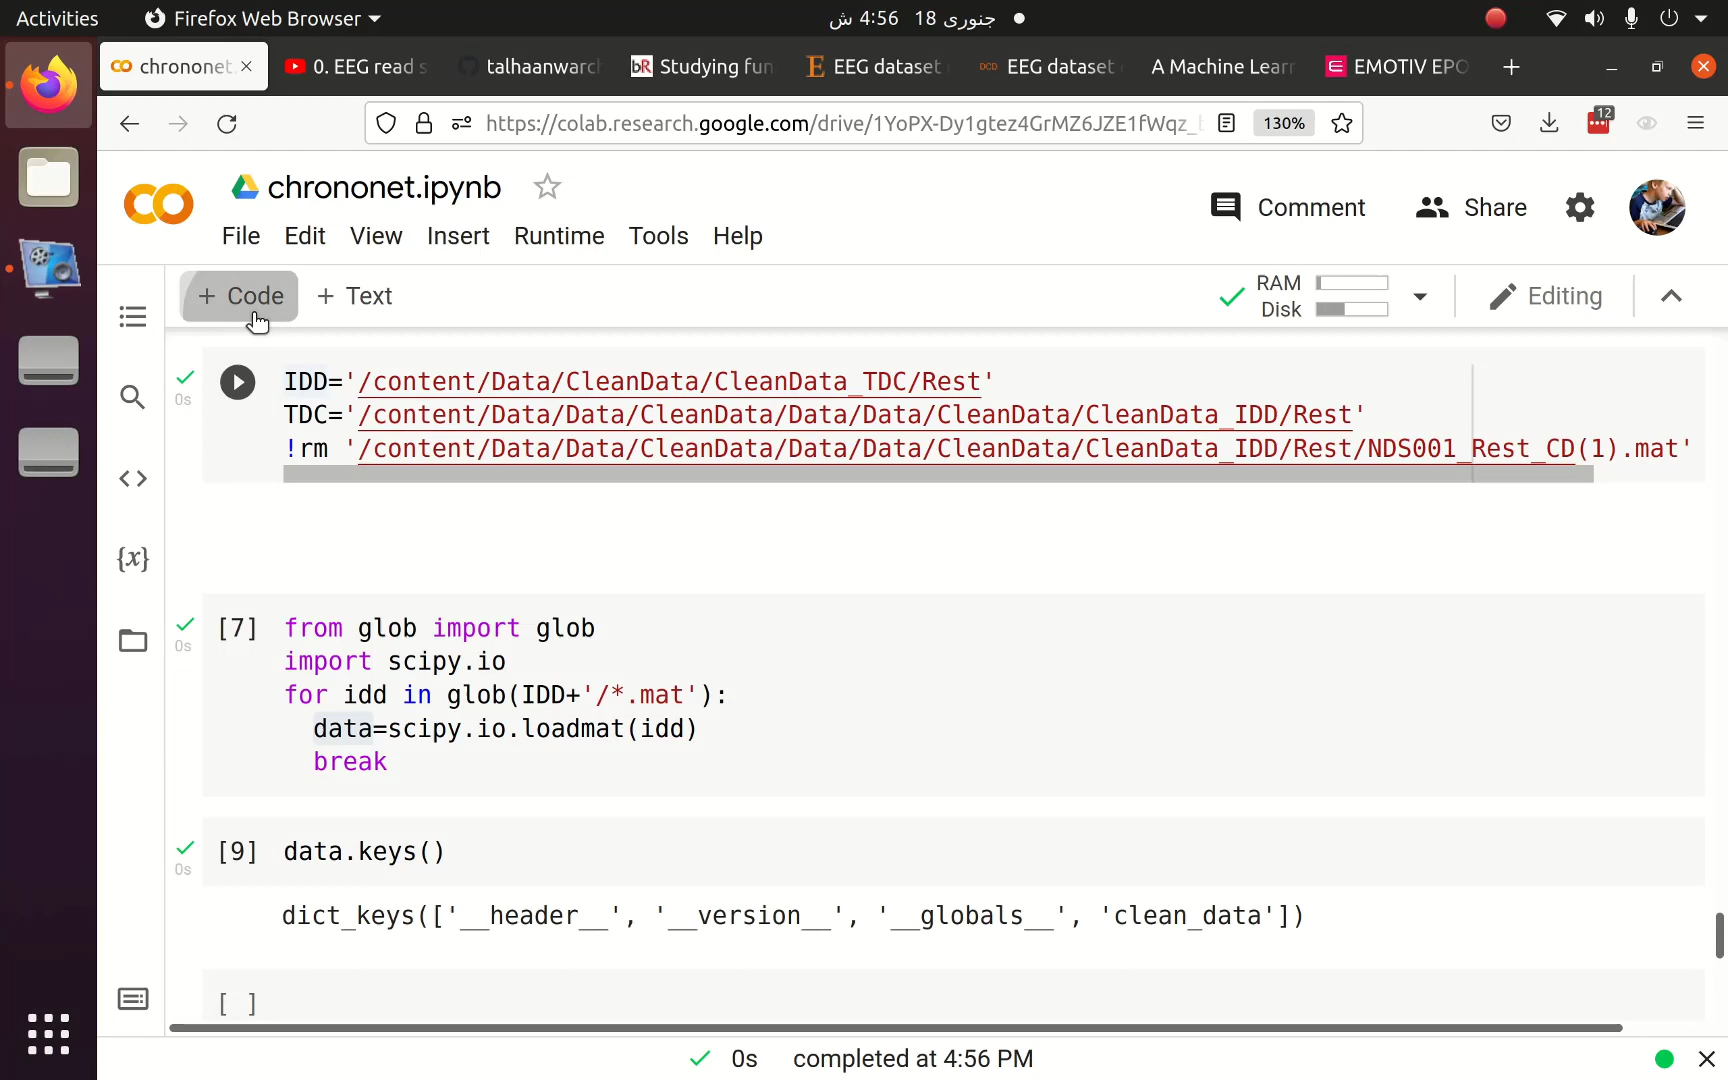 Activities
Firefox Web Browser
جنوری 18 4:56 ش
chrononet.
0. EEG read s
talhaanwarch
bR Studying fun
EEG dataset
DCD EEG dataset
A Machine Learn
EMOTIV EPO
https://colab.research.google.com/drive/1YoPX-Dy1gtez4GrMZ6JZE1fWqz_
130%
12
chrononet.ipynb
Comment
Share
File Edit View Insert Runtime Tools Help
+ Code + Text
RAM
Disk
Editing
0s
IDD='/content/Data/CleanData/CleanData_TDC/Rest'
TDC='/content/Data/Data/CleanData/Data/Data/CleanData/CleanData_IDD/Rest'
!rm '/content/Data/Data/CleanData/Data/Data/CleanData/CleanData_IDD/Rest/NDS001_Rest_CD(1).mat'
{x}
0s
[7] from glob import glob
import scipy.io
for idd in glob(IDD+'/*.mat'):
data=scipy.io.loadmat(idd)
break
0s
[9] data.keys()
dict_keys(['__header__', '__version__', '__globals__', 'clean_data'])
[ ]
0s completed at 4:56 PM